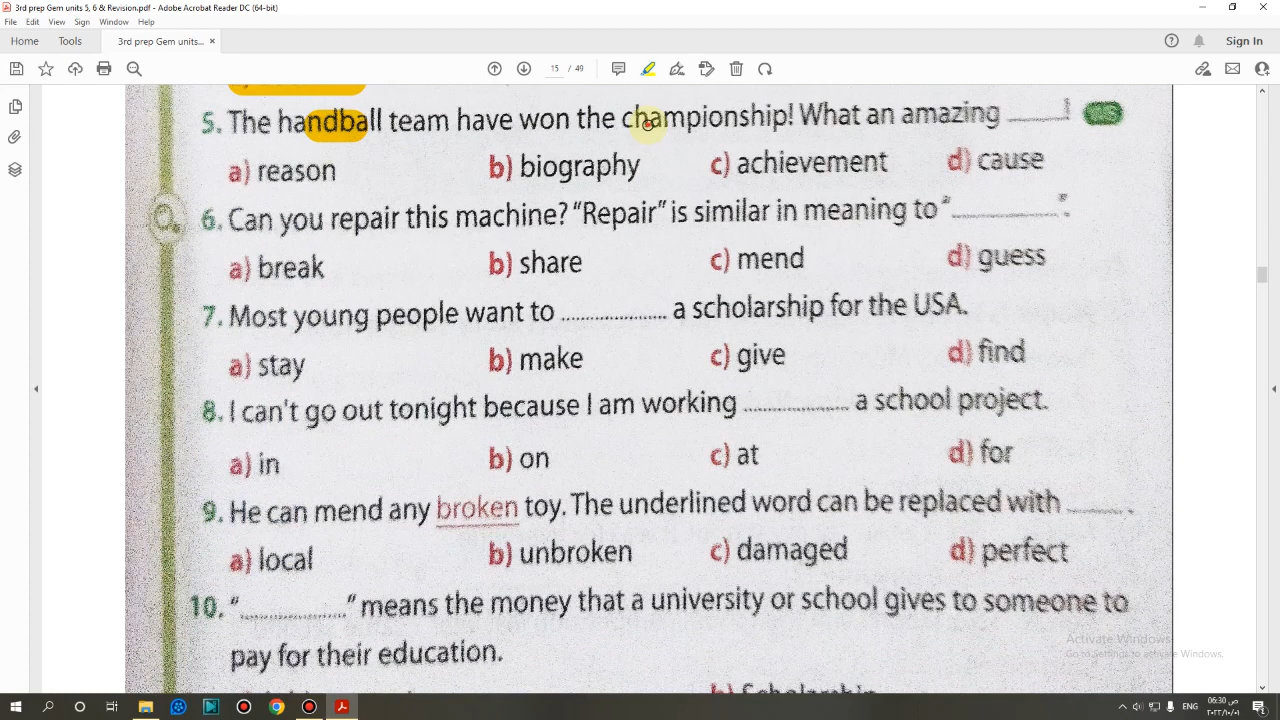 3rd prep Gem units 5, 6 & Revision.pdf - Adobe Acrobat Reader DC (64-bit)
File Edit View Sign Window Help
Home Tools 3rd prep Gem units... × Sign In
15 / 49
5. The handball team have won the championship! What an amazing ______!
a) reason b) biography c) achievement d) cause
6. Can you repair this machine? "Repair" is similar in meaning to "____________".
a) break b) share c) mend d) guess
7. Most young people want to .................... a scholarship for the USA.
a) stay b) make c) give d) find
8. I can't go out tonight because I am working .................... a school project.
a) in b) on c) at d) for
9. He can mend any broken toy. The underlined word can be replaced with ______.
a) local b) unbroken c) damaged d) perfect
10. "...................." means the money that a university or school gives to someone to
pay for their education.
b) Scholarship
Activate Windows
Go to Settings to activate Windows.
ENG
06:30 ص
٢٠٢٢/١٠/٠١